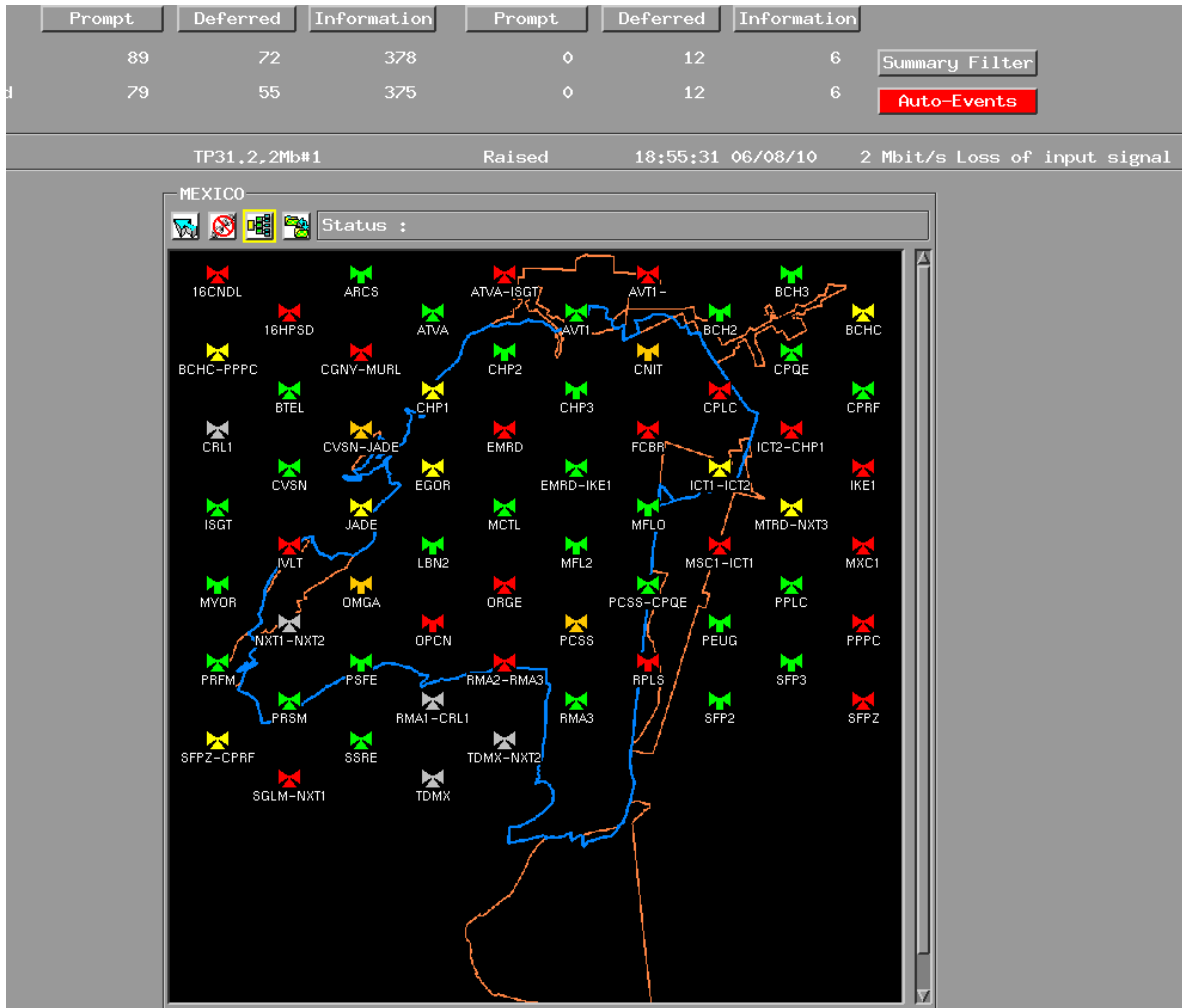 Prompt Deferred Information Prompt Deferred Information
89 72 378 0 12 6 Summary Filter
d 79 55 375 0 12 6 Auto-Events
TP31.2,2Mb#1 Raised 18:55:31 06/08/10 2 Mbit/s Loss of input signal
MEXICO
Status :
16CNDL ARCS ATVA-ISGT AVT1- BCH3
16HPSD ATVA AVT1 BCH2 BCHC
BCHC-PPPC CGNY-MURL CHP2 CNIT CPQE
BTEL CHP1 CHP3 CPLC CPRF
CRL1 CVSN-JADE EMRD FCBR ICT2-CHP1
CVSN EGOR EMRD-IKE1 ICT1-ICT2 IKE1
ISGT JADE MCTL MFLO MTRD-NXT3
IVLT LBN2 MFL2 MSC1-ICT1 MXC1
MYOR OMGA ORGE PCSS-CPQE PPLC
NXT1-NXT2 OPCN PCSS PEUG PPPC
PRFM PSFE RMA2-RMA3 RPLS SFP3
PRSM RMA1-CRL1 RMA3 SFP2 SFPZ
SFPZ-CPRF SSRE TDMX-NXT2
SGLM-NXT1 TDMX